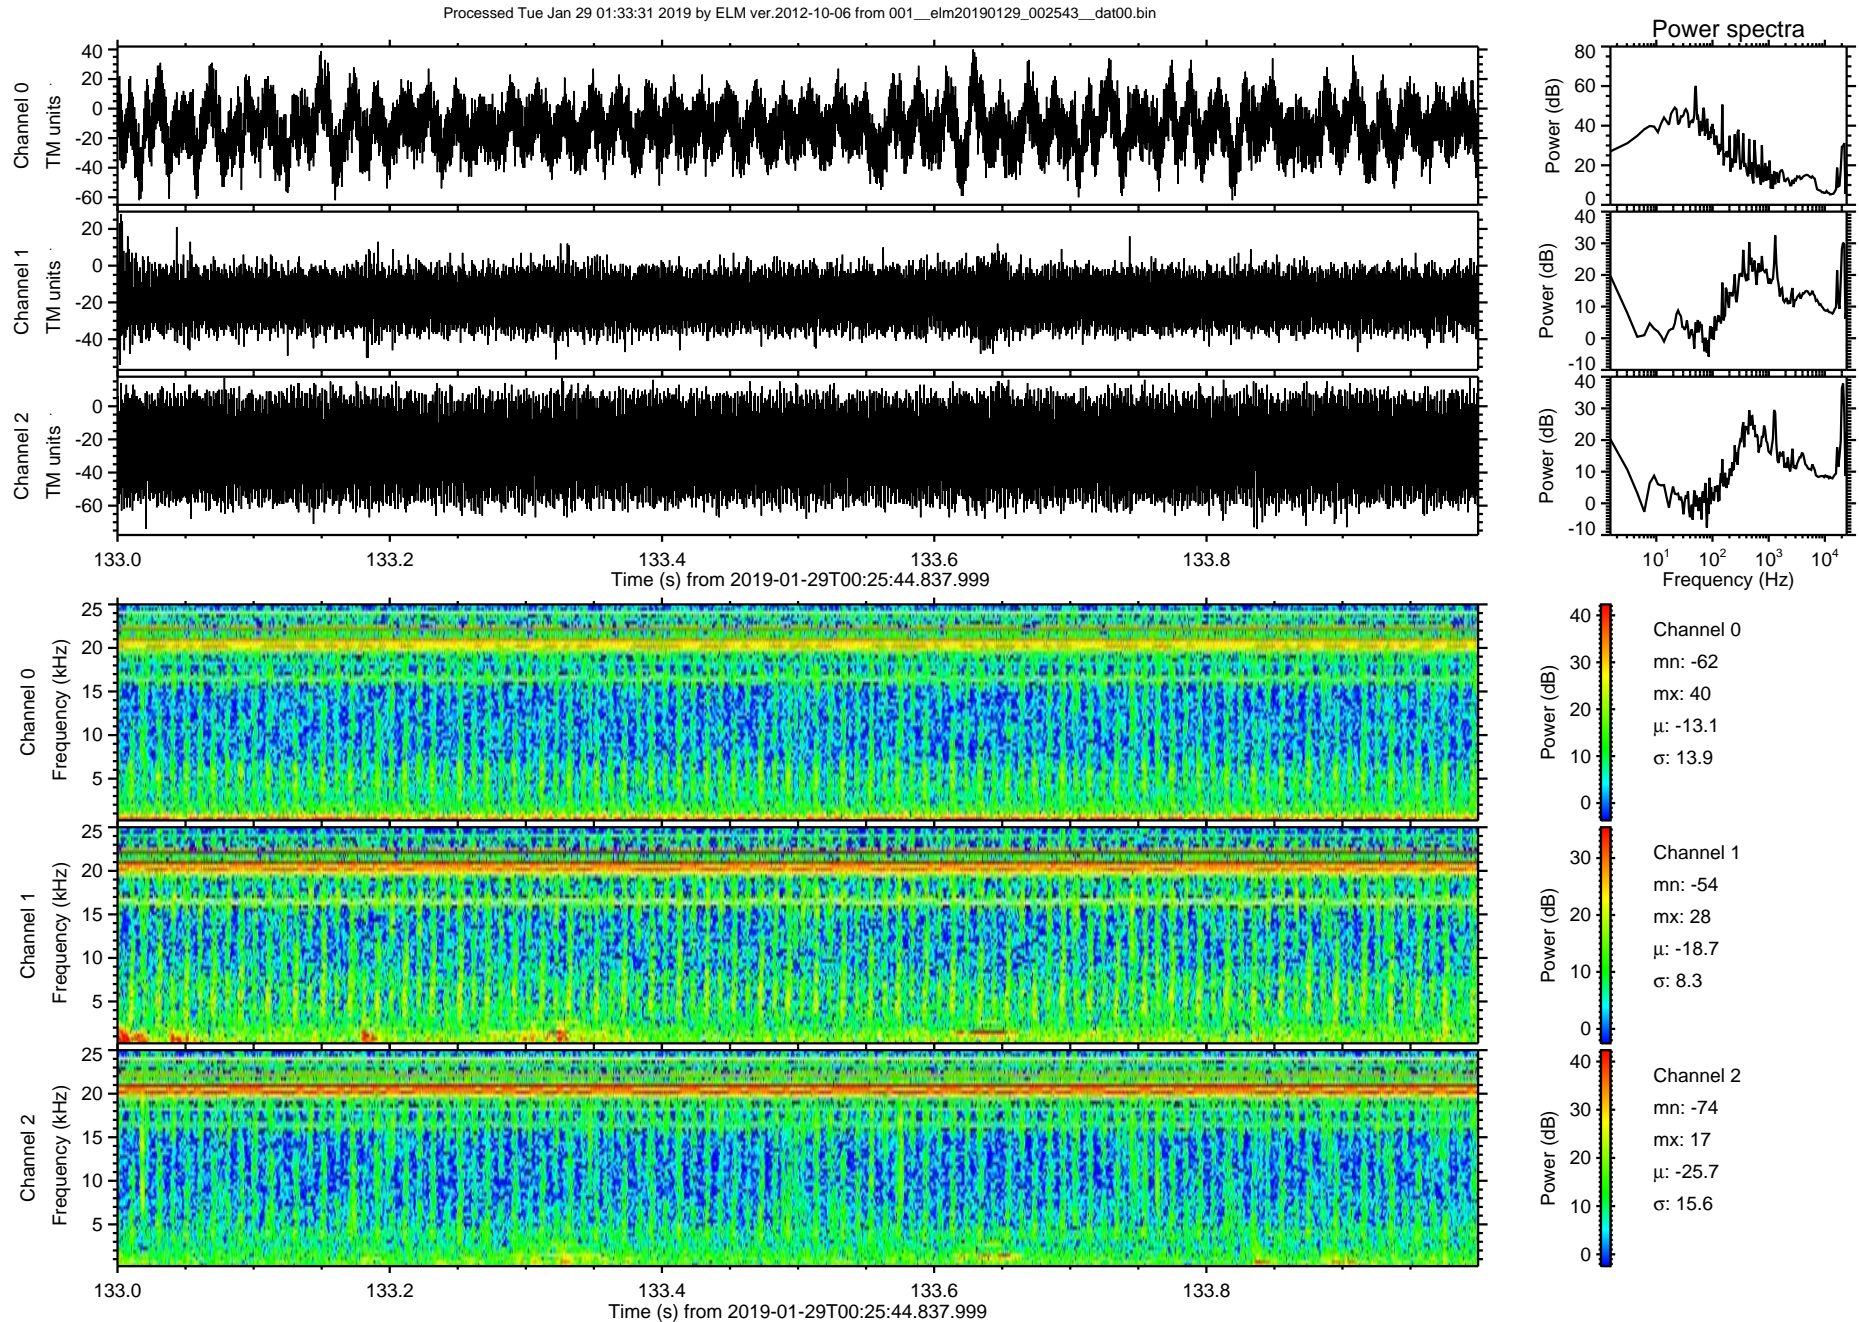 Processed Tue Jan 29 01:33:31 2019 by ELM ver.2012-10-06 from 001__elm20190129_002543__dat00.bin
Power spectra
Channel 0
TM units
40
20
0
-20
-40
-60
Power (dB)
80
60
40
20
0
Channel 1
TM units
20
0
-20
-40
Power (dB)
40
30
20
10
0
-10
Channel 2
TM units
0
-20
-40
-60
Power (dB)
40
30
20
10
0
-10
133.0 133.2 133.4 133.6 133.8
Time (s) from 2019-01-29T00:25:44.837.999
10¹ 10² 10³ 10⁴
Frequency (Hz)
Channel 0
Frequency (kHz)
25
20
15
10
5
Power (dB)
40
30
20
10
0
Channel 0
mn: -62
mx: 40
μ: -13.1
σ: 13.9
Channel 1
Frequency (kHz)
25
20
15
10
5
Power (dB)
30
20
10
0
Channel 1
mn: -54
mx: 28
μ: -18.7
σ: 8.3
Channel 2
Frequency (kHz)
25
20
15
10
5
Power (dB)
40
30
20
10
0
Channel 2
mn: -74
mx: 17
μ: -25.7
σ: 15.6
133.0 133.2 133.4 133.6 133.8
Time (s) from 2019-01-29T00:25:44.837.999